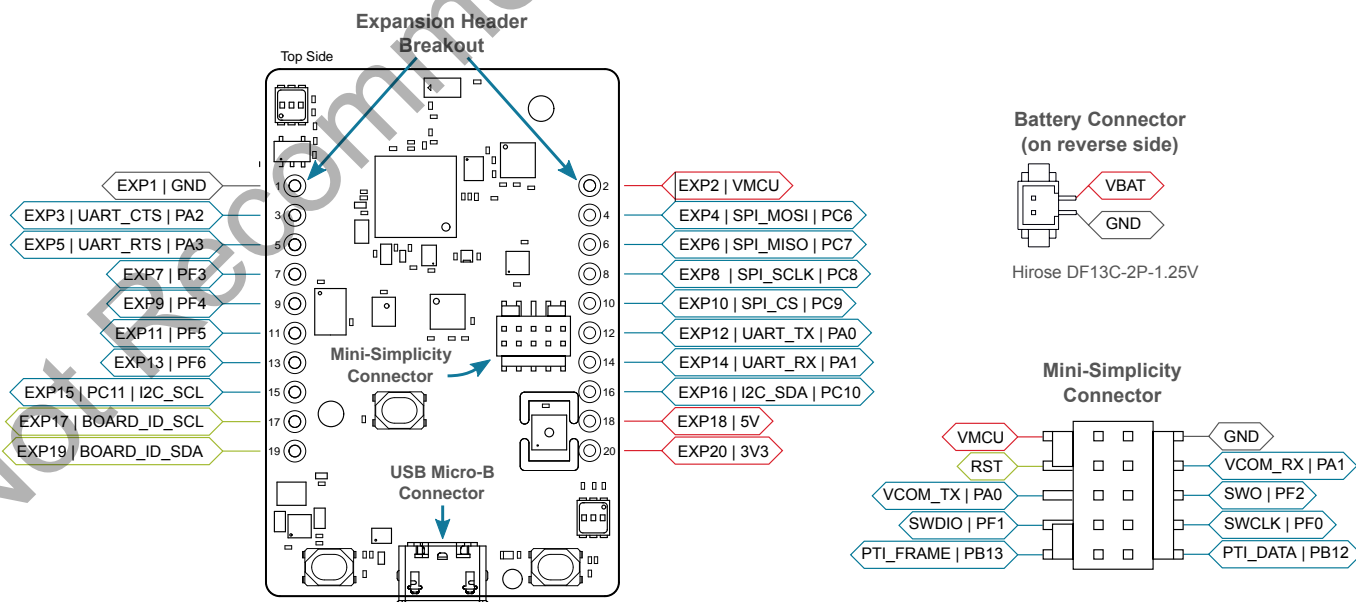 Expansion Header
Breakout
Top Side
EXP1 | GND
EXP3 | UART_CTS | PA2
EXP5 | UART_RTS | PA3
EXP7 | PF3
EXP9 | PF4
EXP11 | PF5
EXP13 | PF6
EXP15 | PC11 | I2C_SCL
EXP17 | BOARD_ID_SCL
EXP19 | BOARD_ID_SDA
1
3
5
7
9
11
13
15
17
19
2
4
6
8
10
12
14
16
18
20
EXP2 | VMCU
EXP4 | SPI_MOSI | PC6
EXP6 | SPI_MISO | PC7
EXP8 | SPI_SCLK | PC8
EXP10 | SPI_CS | PC9
EXP12 | UART_TX | PA0
EXP14 | UART_RX | PA1
EXP16 | I2C_SDA | PC10
EXP18 | 5V
EXP20 | 3V3
Mini-Simplicity
Connector
USB Micro-B
Connector
Battery Connector
(on reverse side)
VBAT
GND
Hirose DF13C-2P-1.25V
Mini-Simplicity
Connector
VMCU
RST
VCOM_TX | PA0
SWDIO | PF1
PTI_FRAME | PB13
GND
VCOM_RX | PA1
SWO | PF2
SWCLK | PF0
PTI_DATA | PB12
Not Recomme